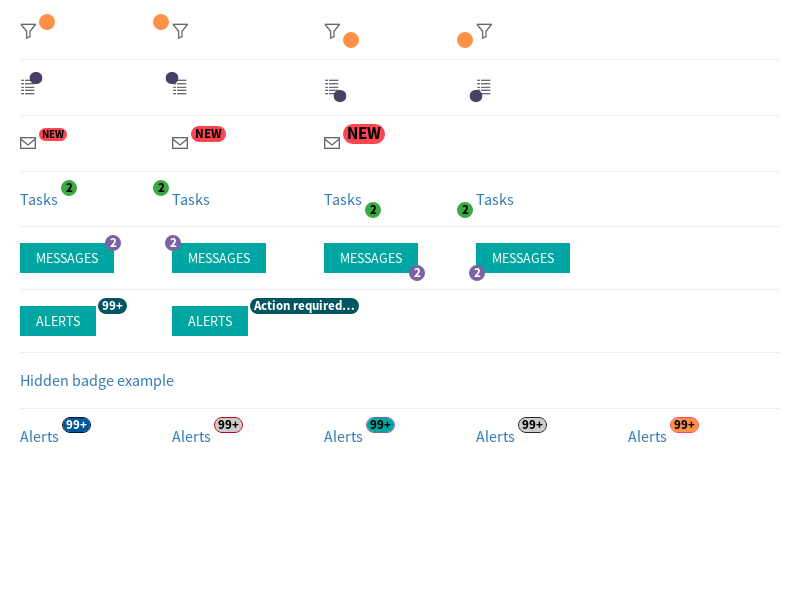 NEW NEW NEW
Tasks 2 2 Tasks Tasks 2 2 Tasks
MESSAGES 2 2 MESSAGES MESSAGES 2 2 MESSAGES
ALERTS 99+ ALERTS Action required...
Hidden badge example
Alerts 99+ Alerts 99+ Alerts 99+ Alerts 99+ Alerts 99+